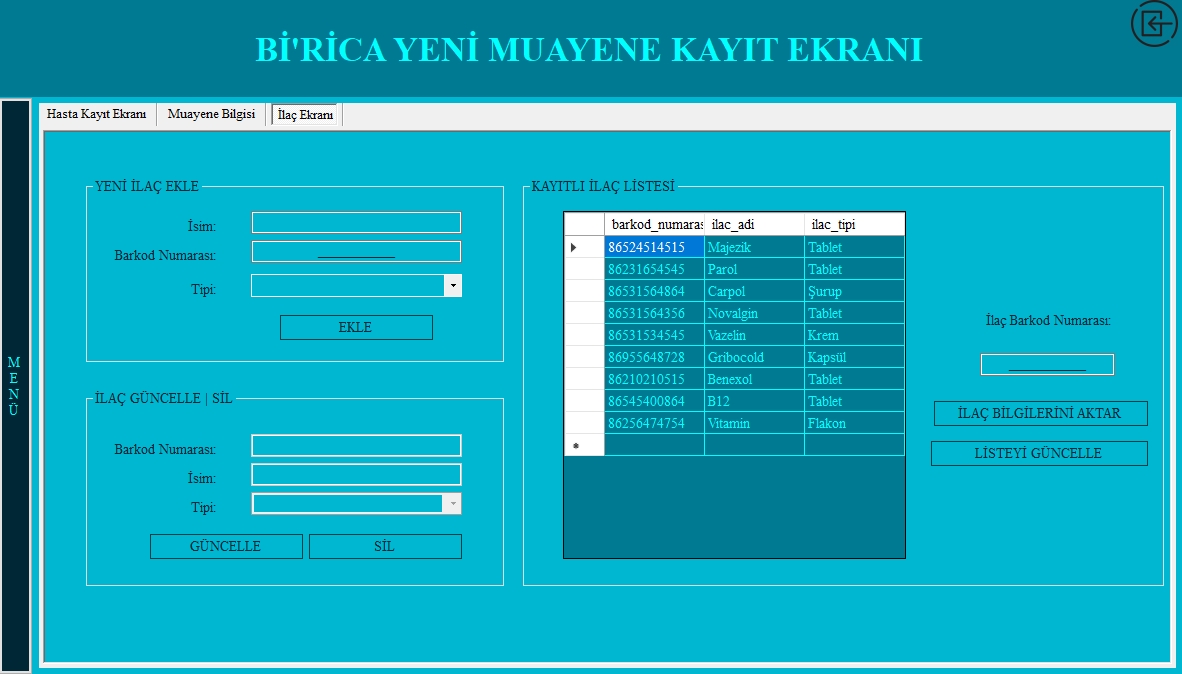 Bİ'RİCA YENİ MUAYENE KAYIT EKRANI
MENÜ
Hasta Kayıt Ekranı Muayene Bilgisi İlaç Ekranı
YENİ İLAÇ EKLE
İsim:
Barkod Numarası:
Tipi:
EKLE
İLAÇ GÜNCELLE | SİL
Barkod Numarası:
İsim:
Tipi:
GÜNCELLE SİL
KAYITLI İLAÇ LİSTESİ
barkod_numaras ilac_adi ilac_tipi
86524514515 Majezik Tablet
86231654545 Parol Tablet
86531564864 Carpol Şurup
86531564356 Novalgin Tablet
86531534545 Vazelin Krem
86955648728 Gribocold Kapsül
86210210515 Benexol Tablet
86545400864 B12 Tablet
86256474754 Vitamin Flakon
İlaç Barkod Numarası:
İLAÇ BİLGİLERİNİ AKTAR
LİSTEYİ GÜNCELLE